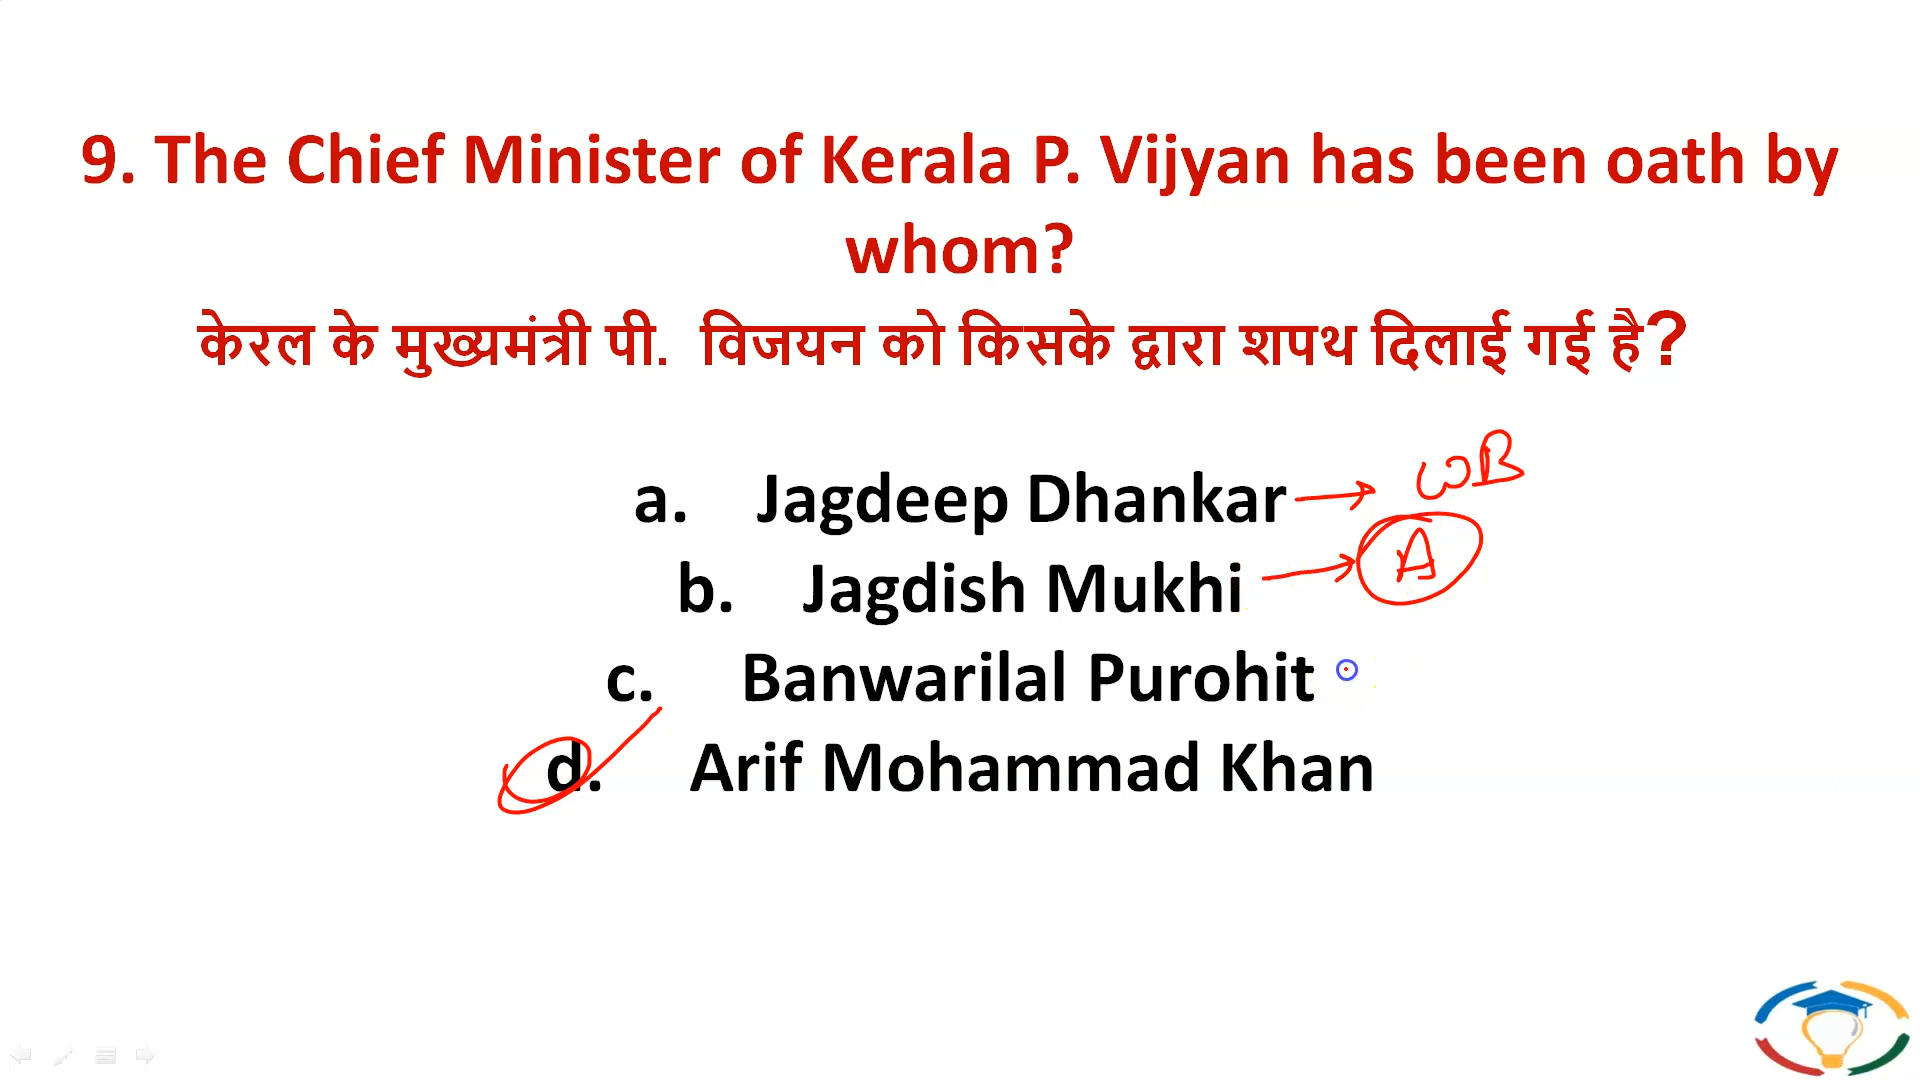 9. The Chief Minister of Kerala P. Vijyan has been oath by
whom?
केरल के मुख्यमंत्री पी. विजयन को किसके द्वारा शपथ दिलाई गई है?
a. Jagdeep Dhankar → WB
b. Jagdish Mukhi → A
c. Banwarilal Purohit
d. Arif Mohammad Khan